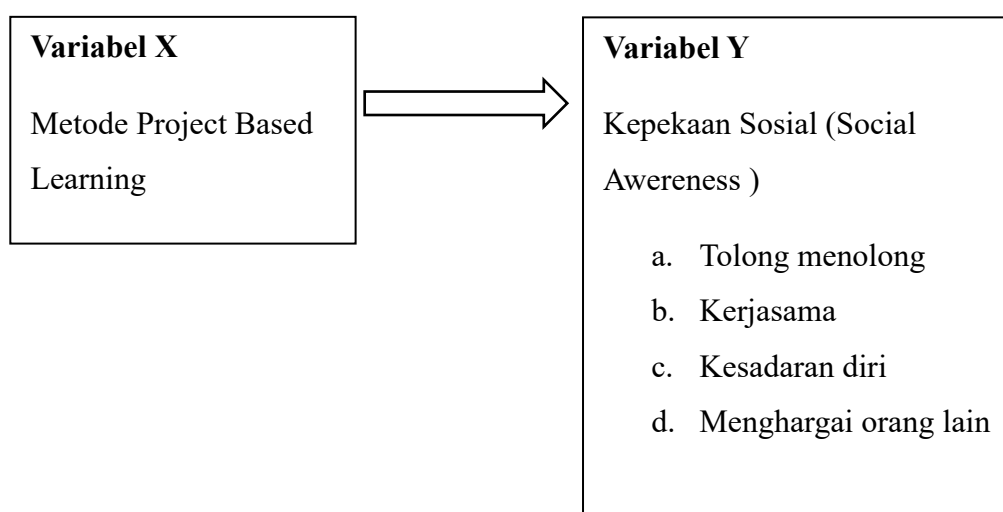 Variabel X
Metode Project Based
Learning
Variabel Y
Kepekaan Sosial (Social
Awereness )
a. Tolong menolong
b. Kerjasama
c. Kesadaran diri
d. Menghargai orang lain